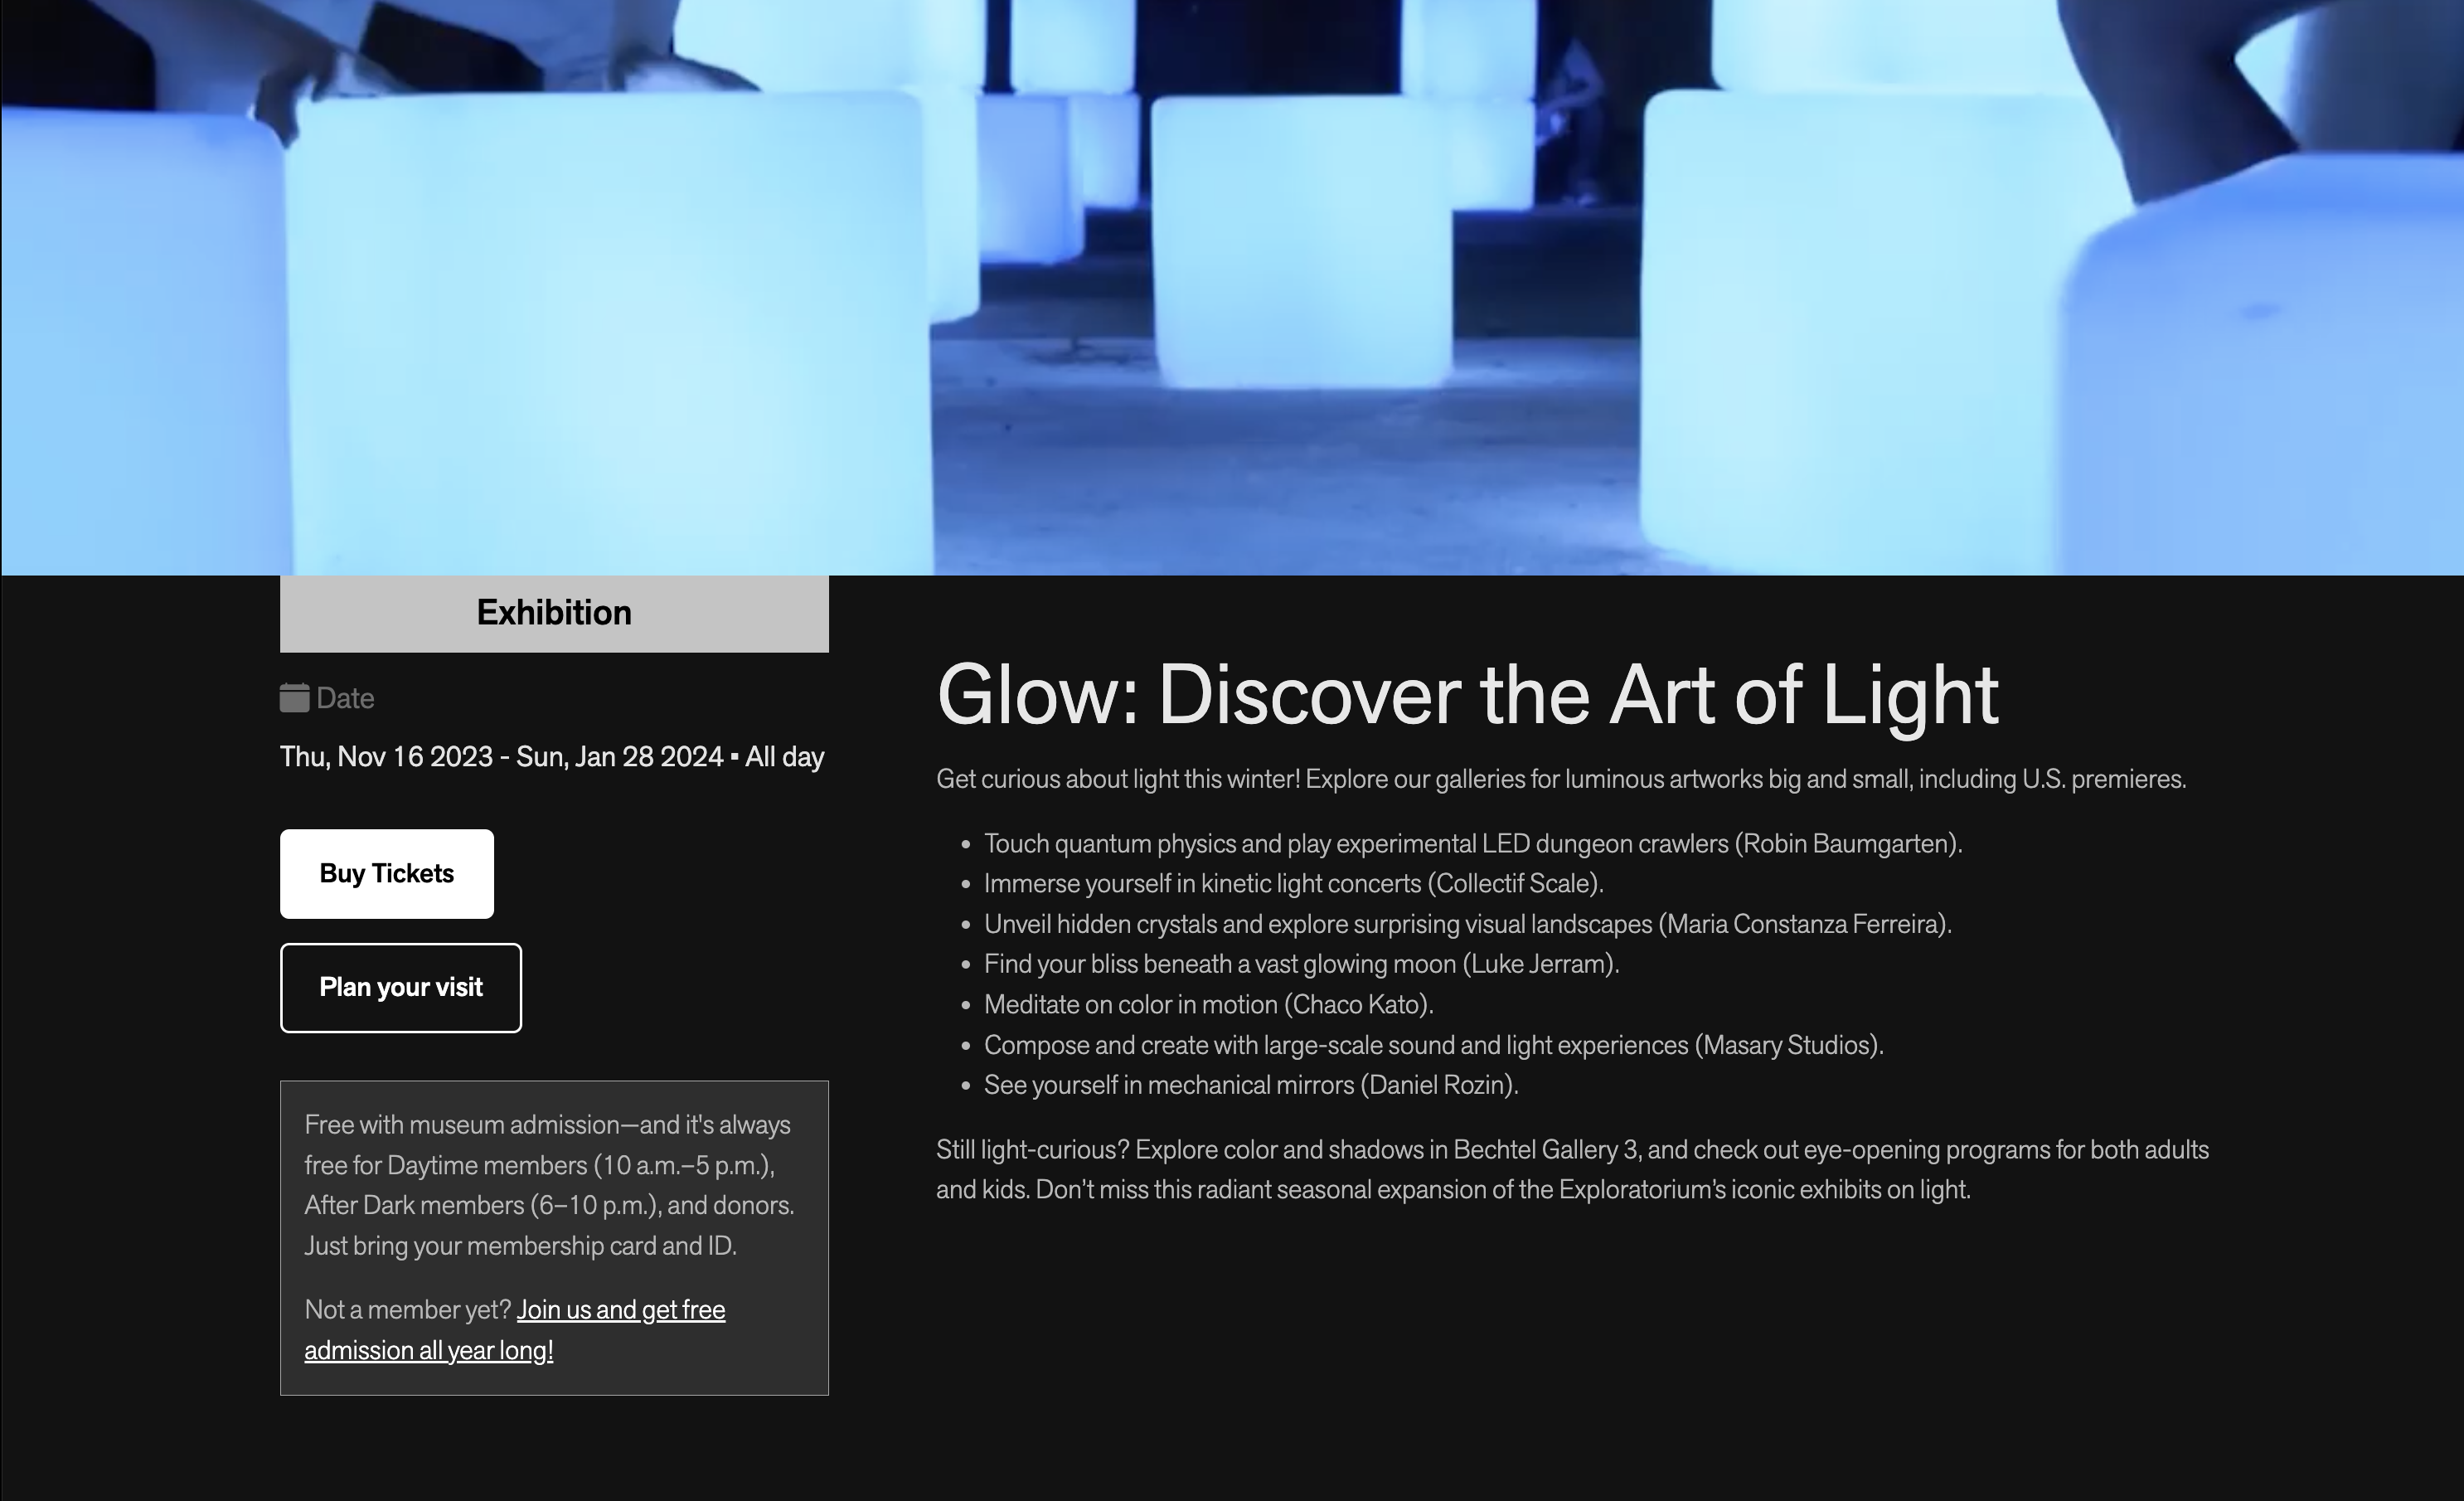 Exhibition
Date
Thu, Nov 16 2023 - Sun, Jan 28 2024 ▪ All day
Buy Tickets
Plan your visit
Free with museum admission—and it's always
free for Daytime members (10 a.m.–5 p.m.),
After Dark members (6–10 p.m.), and donors.
Just bring your membership card and ID.
Not a member yet? Join us and get free
admission all year long!
Glow: Discover the Art of Light
Get curious about light this winter! Explore our galleries for luminous artworks big and small, including U.S. premieres.
• Touch quantum physics and play experimental LED dungeon crawlers (Robin Baumgarten).
• Immerse yourself in kinetic light concerts (Collectif Scale).
• Unveil hidden crystals and explore surprising visual landscapes (Maria Constanza Ferreira).
• Find your bliss beneath a vast glowing moon (Luke Jerram).
• Meditate on color in motion (Chaco Kato).
• Compose and create with large-scale sound and light experiences (Masary Studios).
• See yourself in mechanical mirrors (Daniel Rozin).
Still light-curious? Explore color and shadows in Bechtel Gallery 3, and check out eye-opening programs for both adults
and kids. Don’t miss this radiant seasonal expansion of the Exploratorium’s iconic exhibits on light.